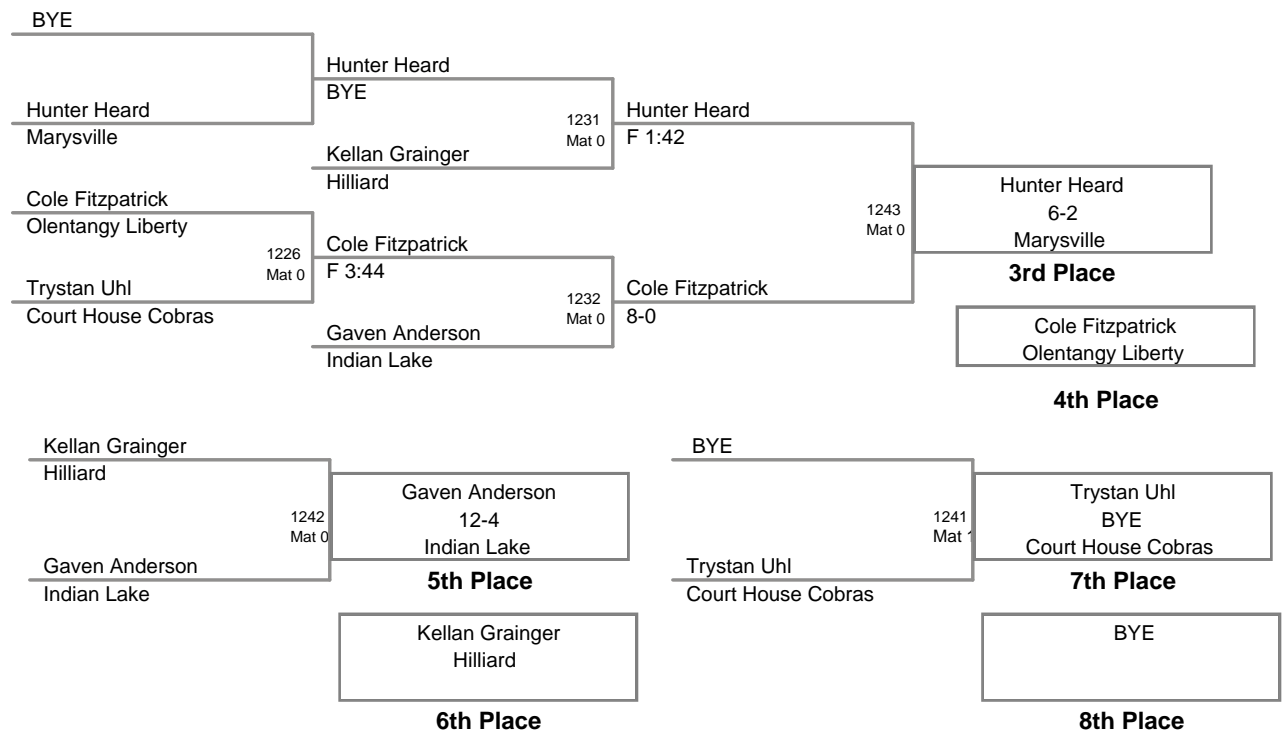 BYE
Hunter Heard
BYE
Hunter Heard
Marysville
1231
Mat 0
Hunter Heard
F 1:42
Kellan Grainger
Hilliard
Cole Fitzpatrick
Olentangy Liberty
1226
Mat 0
Cole Fitzpatrick
F 3:44
Trystan Uhl
Court House Cobras
1232
Mat 0
Cole Fitzpatrick
8-0
Gaven Anderson
Indian Lake
1243
Mat 0
Hunter Heard
6-2
Marysville
3rd Place
Cole Fitzpatrick
Olentangy Liberty
4th Place
Kellan Grainger
Hilliard
1242
Mat 0
Gaven Anderson
Indian Lake
Gaven Anderson
12-4
Indian Lake
5th Place
Kellan Grainger
Hilliard
6th Place
BYE
1241
Mat 1
Trystan Uhl
Court House Cobras
Trystan Uhl
BYE
Court House Cobras
7th Place
BYE
8th Place